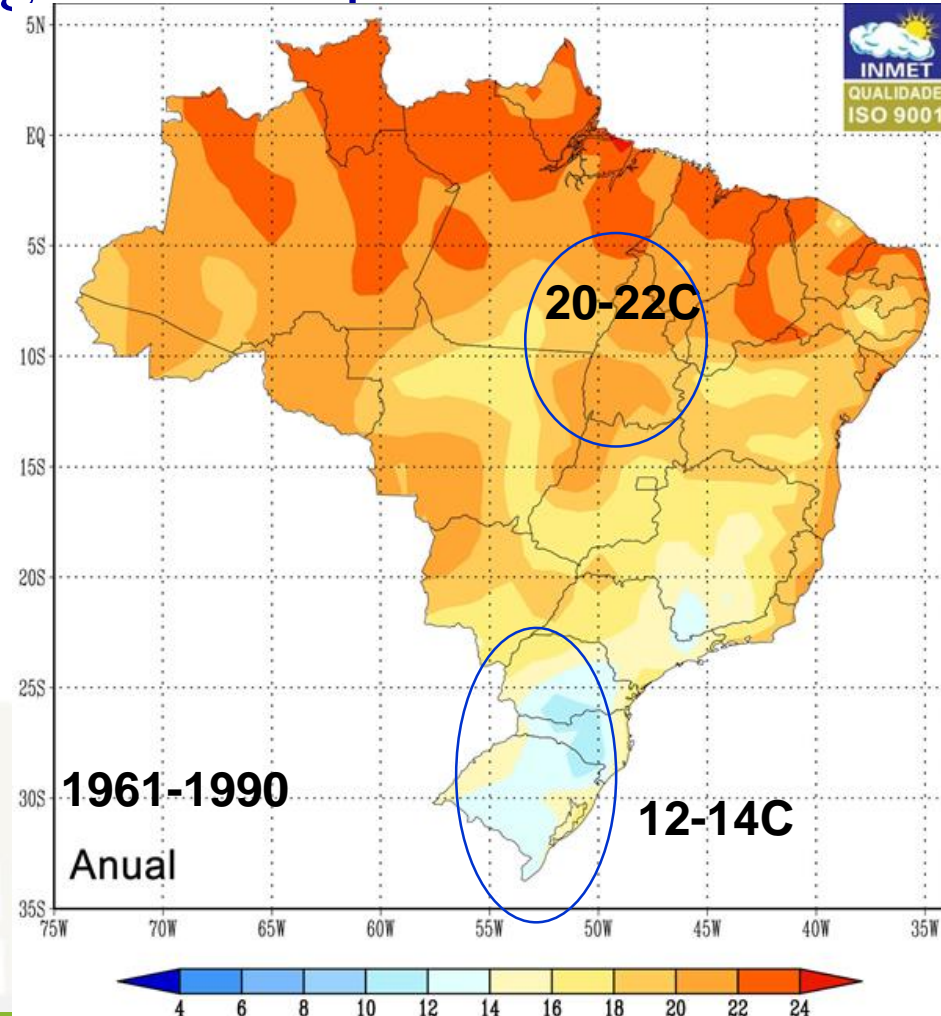 5N
INMET
QUALIDADE
ISO 9001
EQ
5S
20-22C
10S
15S
20S
25S
1961-1990
30S
12-14C
Anual
35S
75W 70W 65W 60W 55W 50W 45W 40W 35W
4 6 8 10 12 14 16 18 20 22 24